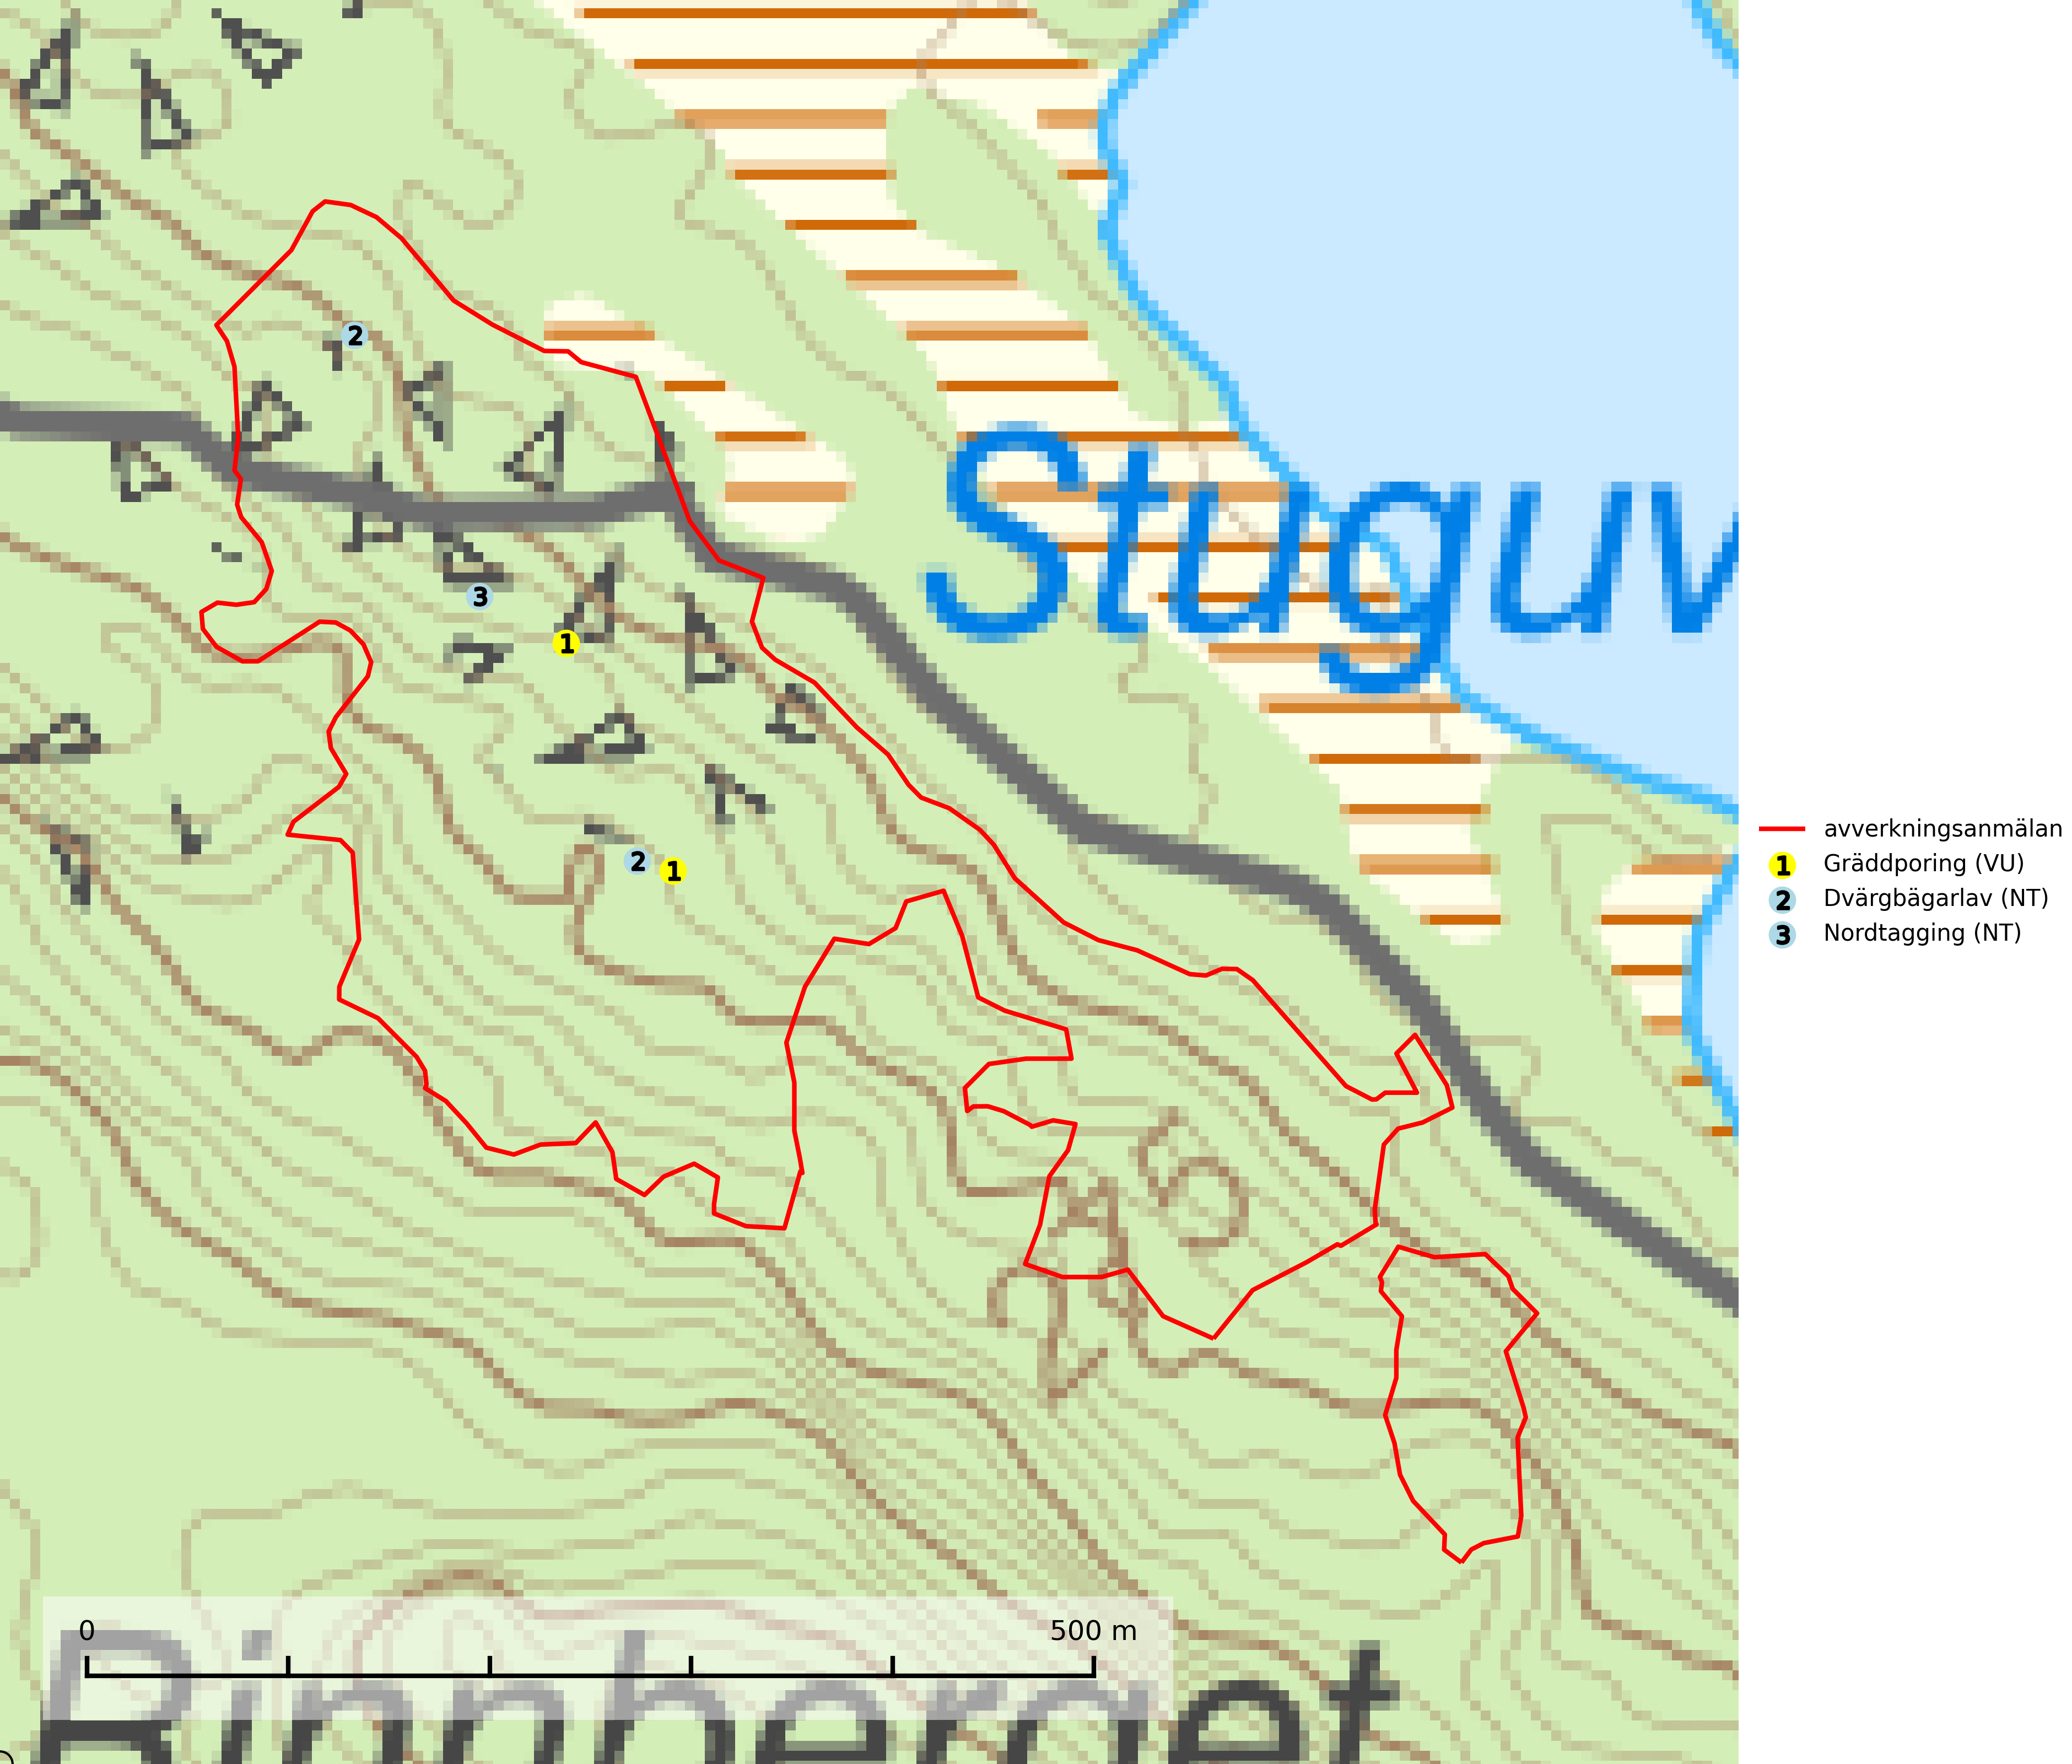 2
3
1
2
1
Stuguv
425
avverkningsanmälan
1 Gräddporing (VU)
2 Dvärgbägarlav (NT)
3 Nordtagging (NT)
0 500 m
Rinnberget